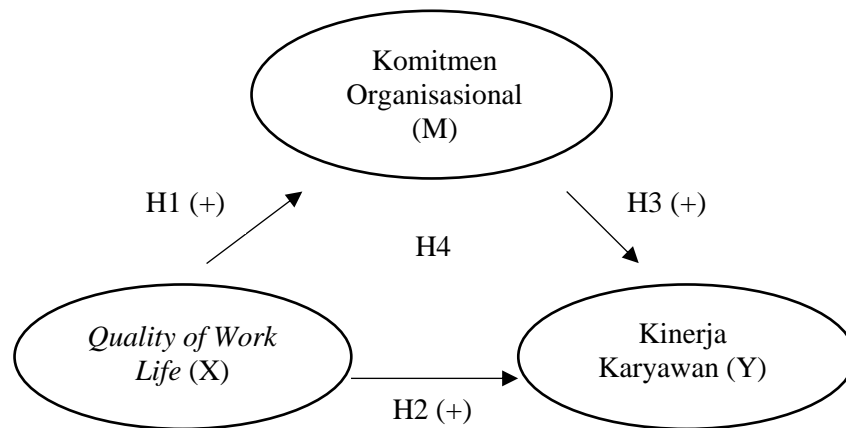 Komitmen
Organisasional
(M)
H1 (+)
H3 (+)
H4
Quality of Work
Life (X)
Kinerja
Karyawan (Y)
H2 (+)